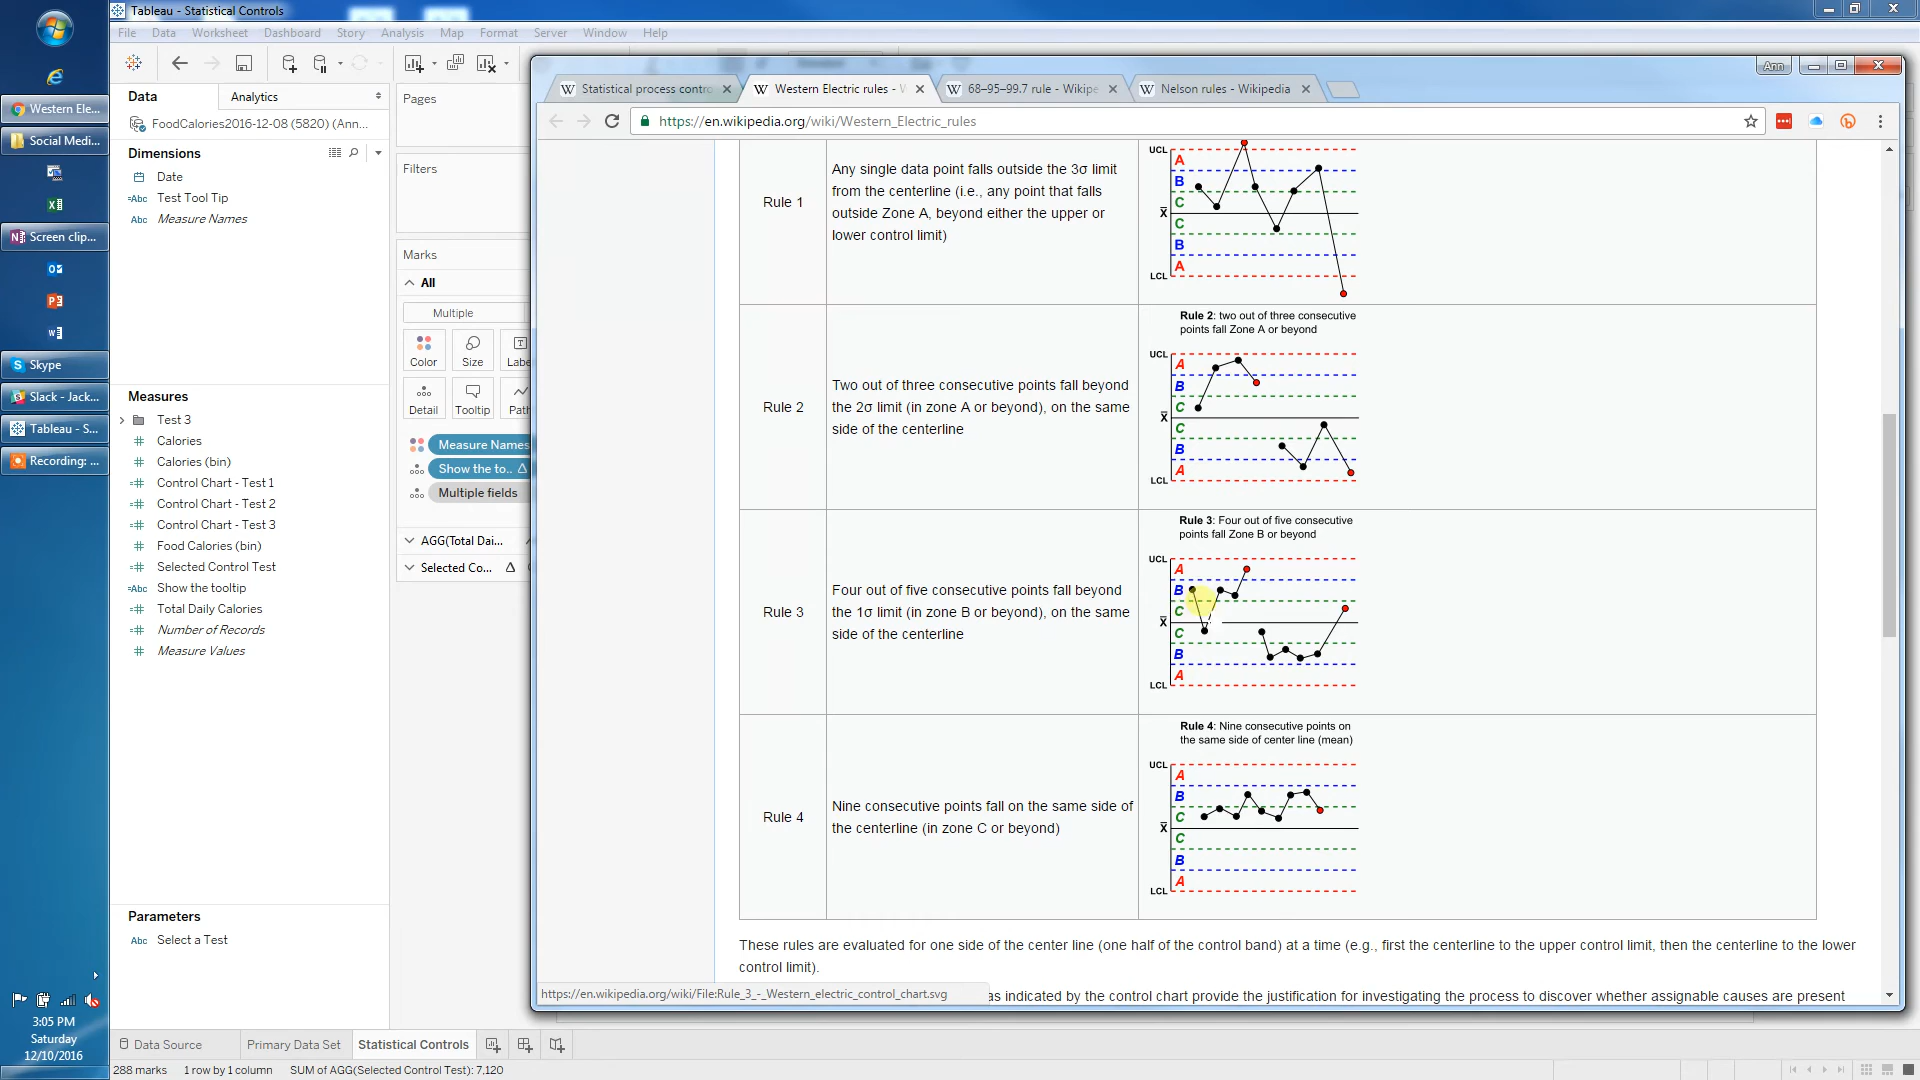 Tableau - Statistical Controls
File Data Worksheet Dashboard Story Analysis Map Format Server Window Help
Western Ele...
Social Medi...
Screen clip...
Skype
Slack - Jack...
Tableau - S...
Recording: ...
3:05 PM
Saturday
12/10/2016
Data
Analytics
FoodCalories2016-12-08 (5820) (Ann...
Dimensions
Date
Abc Test Tool Tip
Abc Measure Names
Measures
Test 3
Calories
Calories (bin)
Control Chart - Test 1
Control Chart - Test 2
Control Chart - Test 3
Food Calories (bin)
Selected Control Test
Abc Show the tooltip
Total Daily Calories
Number of Records
Measure Values
Parameters
Abc Select a Test
Pages
Filters
Marks
All
Multiple
Color Size Labe
Detail Tooltip Path
Measure Names
Show the to..
Multiple fields
AGG(Total Dai...
Selected Co...
Ann
Statistical process contro
Western Electric rules - W
68–95–99.7 rule - Wikipe
Nelson rules - Wikipedia
https://en.wikipedia.org/wiki/Western_Electric_rules
Rule 1
Any single data point falls outside the 3σ limit
from the centerline (i.e., any point that falls
outside Zone A, beyond either the upper or
lower control limit)
UCL
A
B
C
X̅
C
B
A
LCL
Rule 2
Two out of three consecutive points fall beyond
the 2σ limit (in zone A or beyond), on the same
side of the centerline
Rule 2: two out of three consecutive
points fall Zone A or beyond
UCL
A
B
C
X̅
C
B
A
LCL
Rule 3
Four out of five consecutive points fall beyond
the 1σ limit (in zone B or beyond), on the same
side of the centerline
Rule 3: Four out of five consecutive
points fall Zone B or beyond
UCL
A
B
C
X̅
C
B
A
LCL
Rule 4
Nine consecutive points fall on the same side of
the centerline (in zone C or beyond)
Rule 4: Nine consecutive points on
the same side of center line (mean)
UCL
A
B
C
X̅
C
B
A
LCL
These rules are evaluated for one side of the center line (one half of the control band) at a time (e.g., first the centerline to the upper control limit, then the centerline to the lower
control limit).
https://en.wikipedia.org/wiki/File:Rule_3_-_Western_electric_control_chart.svg
as indicated by the control chart provide the justification for investigating the process to discover whether assignable causes are present
Data Source Primary Data Set Statistical Controls
288 marks 1 row by 1 column SUM of AGG(Selected Control Test): 7,120